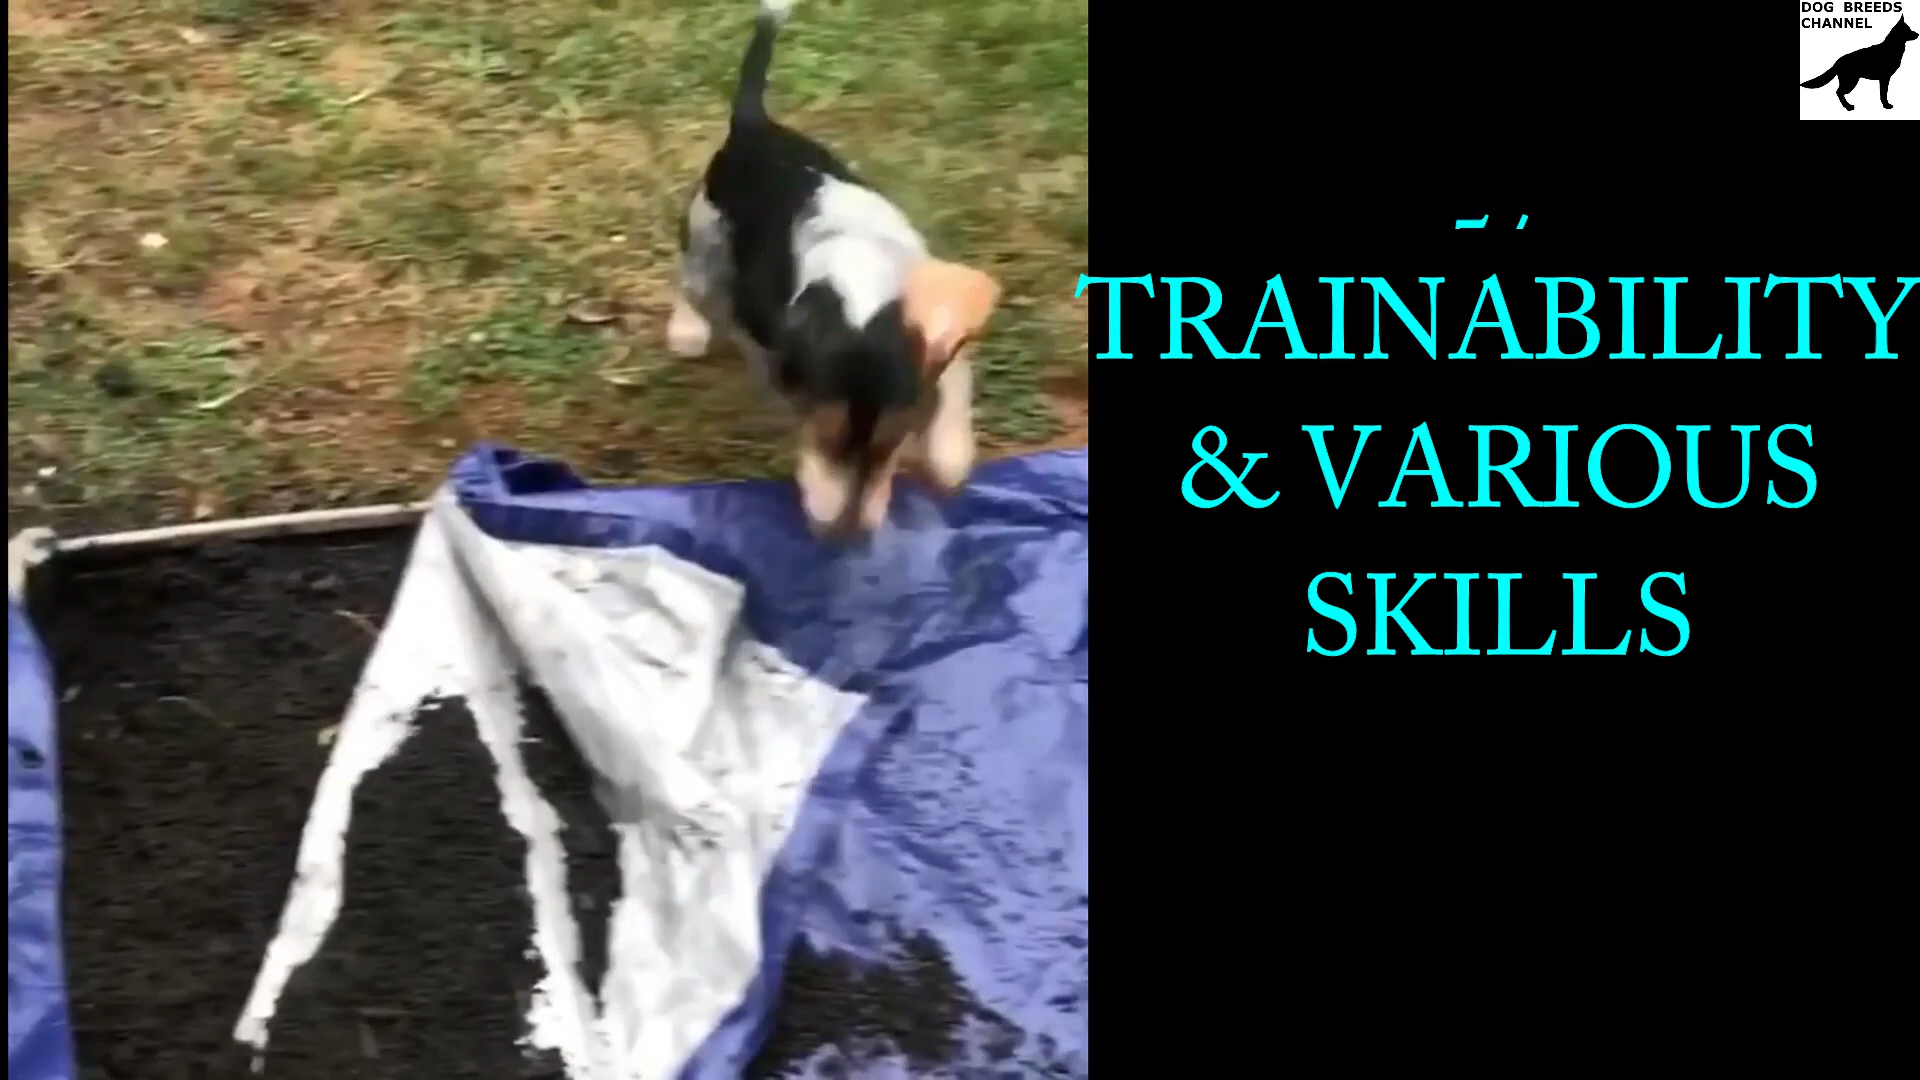 DOG BREEDS
CHANNEL
TRAINABILITY
& VARIOUS
SKILLS